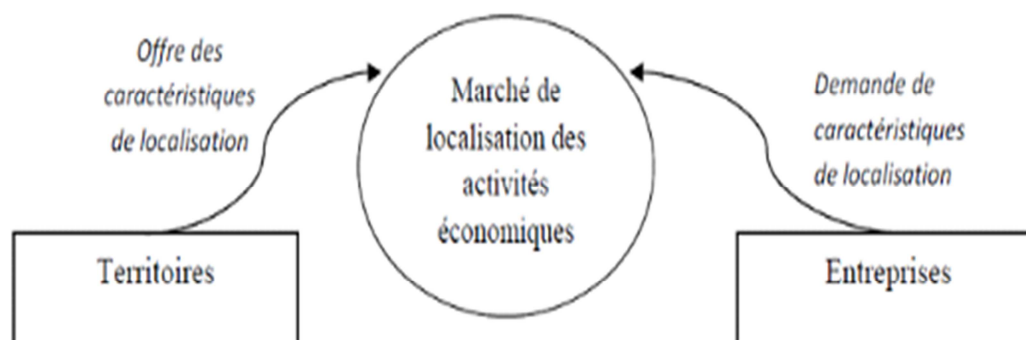 Offre des
caractéristiques
de localisation
Marché de
localisation des
activités
économiques
Demande de
caractéristiques
de localisation
Territoires
Entreprises